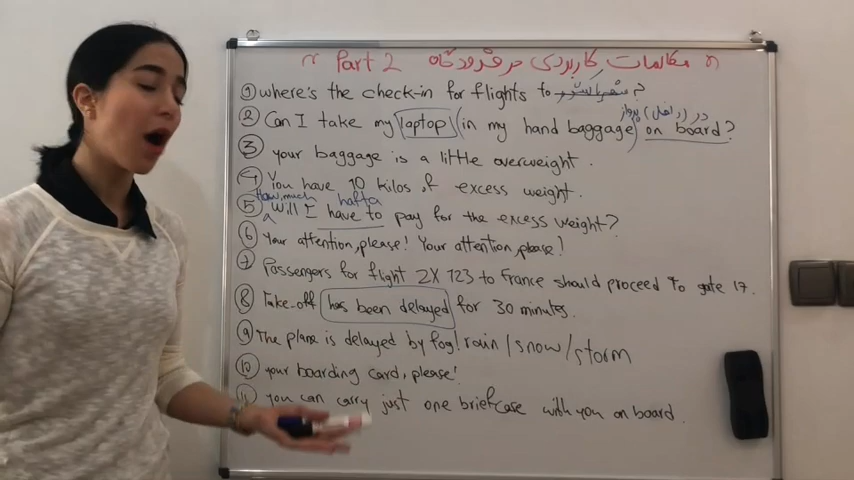 ~ Part 2 مکالمات کاربردی در فرودگاه
① where's the check-in for flights to ?
در (داخل) پرواز
② Can I take my laptop (in my hand baggage) on board?
③ your baggage is a little overweight.
④ You have 10 kilos of excess weight.
How much hafta
⑤ Will I have to pay for the excess weight?
⑥ Your attention, please! Your attention, please!
⑦ Passengers for flight ZX 123 to France should proceed to gate 17.
⑧ Take-off has been delayed for 30 minutes.
⑨ The plane is delayed by fog! rain / snow / storm
⑩ your boarding card, please!
⑪ you can carry just one briefcase with you on board.